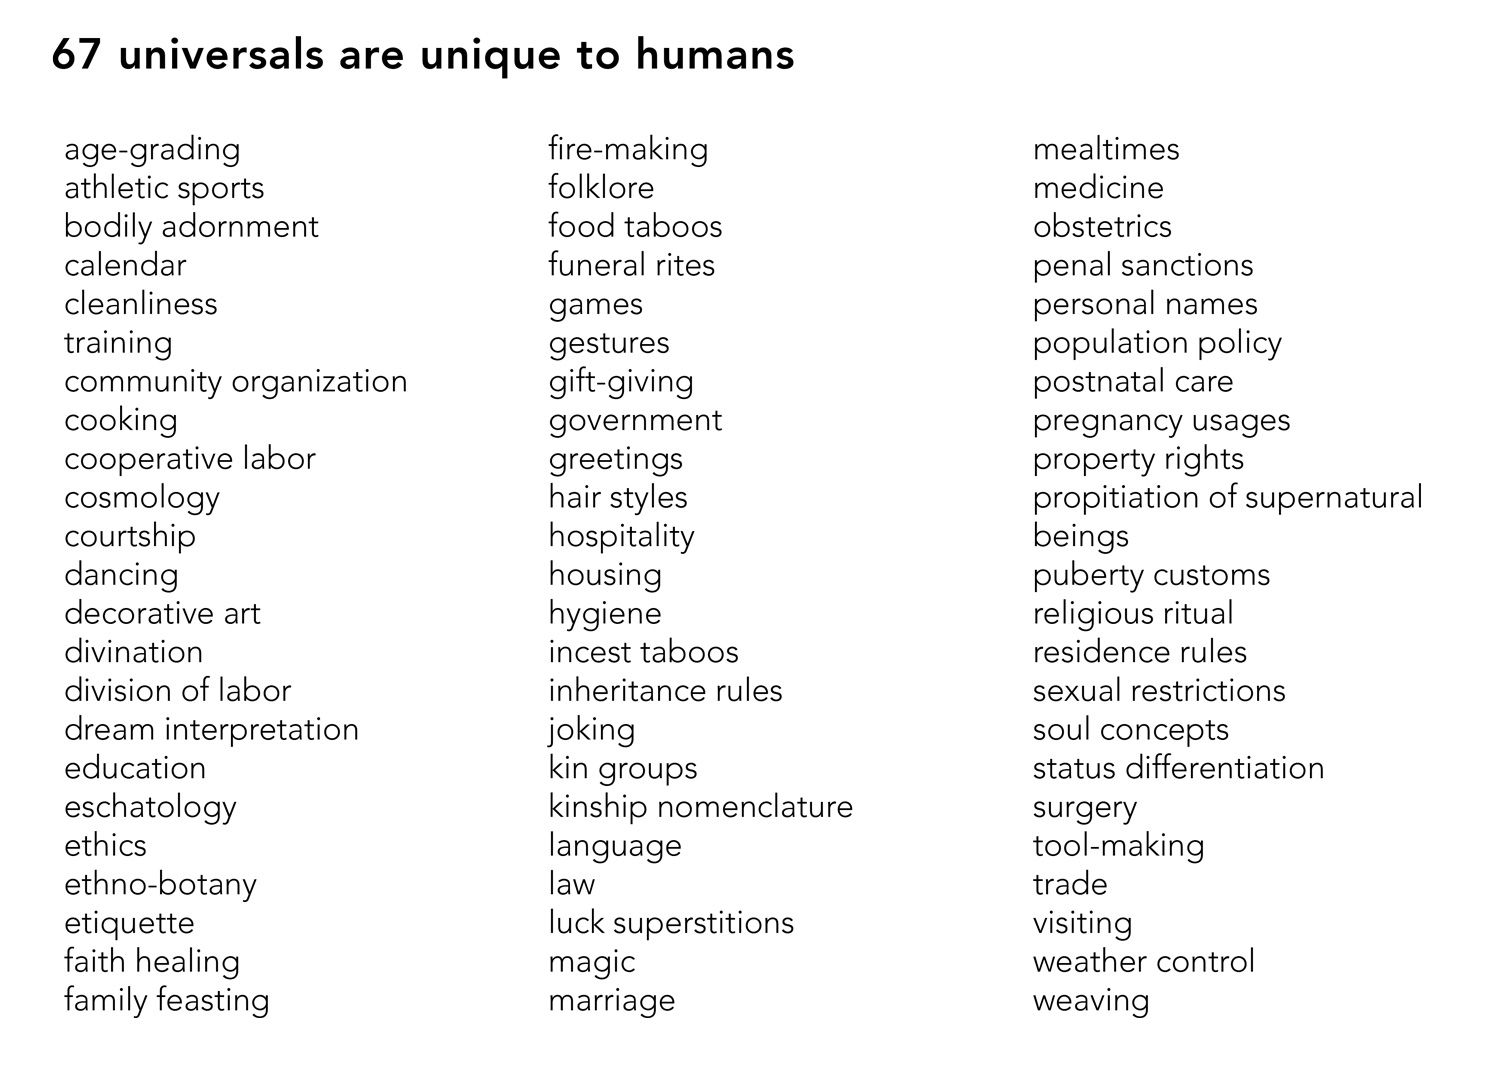 67 universals are unique to humans
age-grading
athletic sports
bodily adornment
calendar
cleanliness
training
community organization
cooking
cooperative labor
cosmology
courtship
dancing
decorative art
divination
division of labor
dream interpretation
education
eschatology
ethics
ethno-botany
etiquette
faith healing
family feasting
fire-making
folklore
food taboos
funeral rites
games
gestures
gift-giving
government
greetings
hair styles
hospitality
housing
hygiene
incest taboos
inheritance rules
joking
kin groups
kinship nomenclature
language
law
luck superstitions
magic
marriage
mealtimes
medicine
obstetrics
penal sanctions
personal names
population policy
postnatal care
pregnancy usages
property rights
propitiation of supernatural
beings
puberty customs
religious ritual
residence rules
sexual restrictions
soul concepts
status differentiation
surgery
tool-making
trade
visiting
weather control
weaving